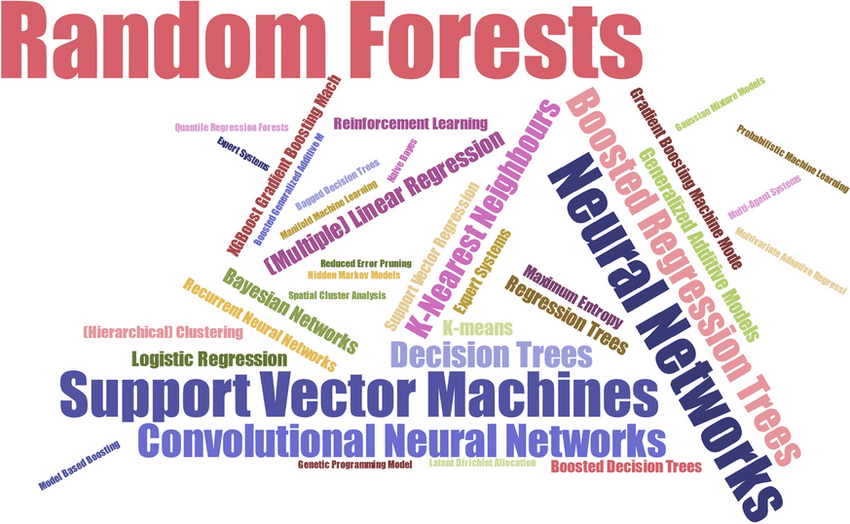 Random Forests
Quantile Regression Forests
Expert Systems
XGBoost Gradient Boosting Mach
Boosted Generalized Additive M
Reinforcement Learning
Bagged Decision Trees
Naive Bayes
Manifold Machine Learning
(Multiple) Linear Regression
K-Nearest Neighbours
Support Vector Regression
Expert Systems
Boosted Regression Trees
Neural Networks
Gradient Boosting Machine Mode
Generalized Additive Models
Gaussian Mixture Models
Probabilistic Machine Learning
Multi-Agent Systems
Multivariate Adaptive Regressi
Reduced Error Pruning
Hidden Markov Models
Spatial Cluster Analysis
Bayesian Networks
Recurrent Neural Networks
Maximum Entropy
Regression Trees
(Hierarchical) Clustering
K-means
Logistic Regression
Decision Trees
Support Vector Machines
Convolutional Neural Networks
Model Based Boosting
Genetic Programming Model
Latent Dirichlet Allocation
Boosted Decision Trees